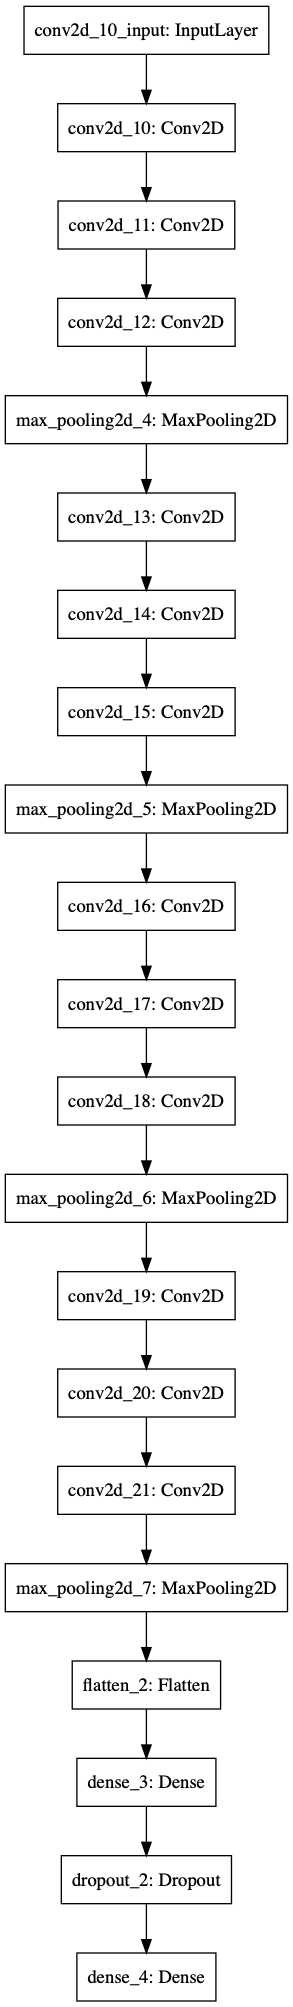 conv2d_10_input: InputLayer
conv2d_10: Conv2D
conv2d_11: Conv2D
conv2d_12: Conv2D
max_pooling2d_4: MaxPooling2D
conv2d_13: Conv2D
conv2d_14: Conv2D
conv2d_15: Conv2D
max_pooling2d_5: MaxPooling2D
conv2d_16: Conv2D
conv2d_17: Conv2D
conv2d_18: Conv2D
max_pooling2d_6: MaxPooling2D
conv2d_19: Conv2D
conv2d_20: Conv2D
conv2d_21: Conv2D
max_pooling2d_7: MaxPooling2D
flatten_2: Flatten
dense_3: Dense
dropout_2: Dropout
dense_4: Dense